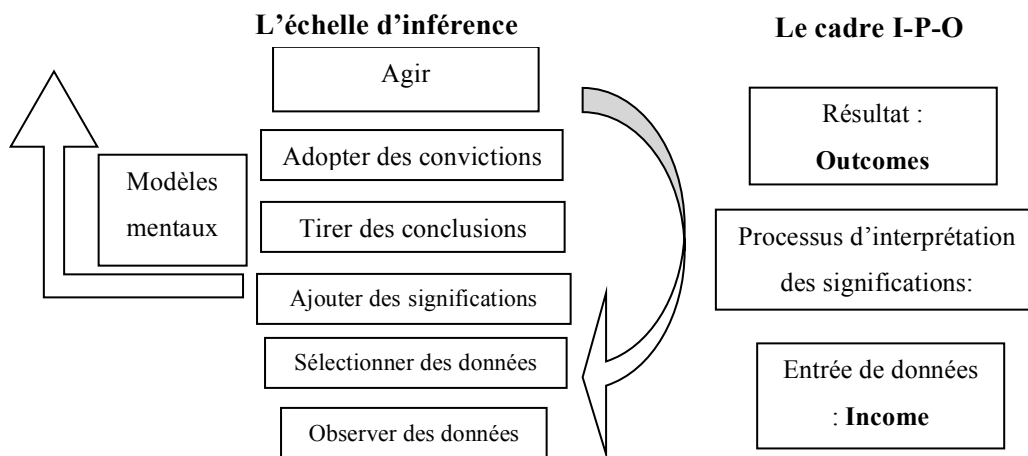 L’échelle d’inférence
Agir
Adopter des convictions
Modèles
mentaux
Tirer des conclusions
Ajouter des significations
Sélectionner des données
Observer des données
Le cadre I-P-O
Résultat :
Outcomes
Processus d’interprétation
des significations:
Entrée de données
: Income